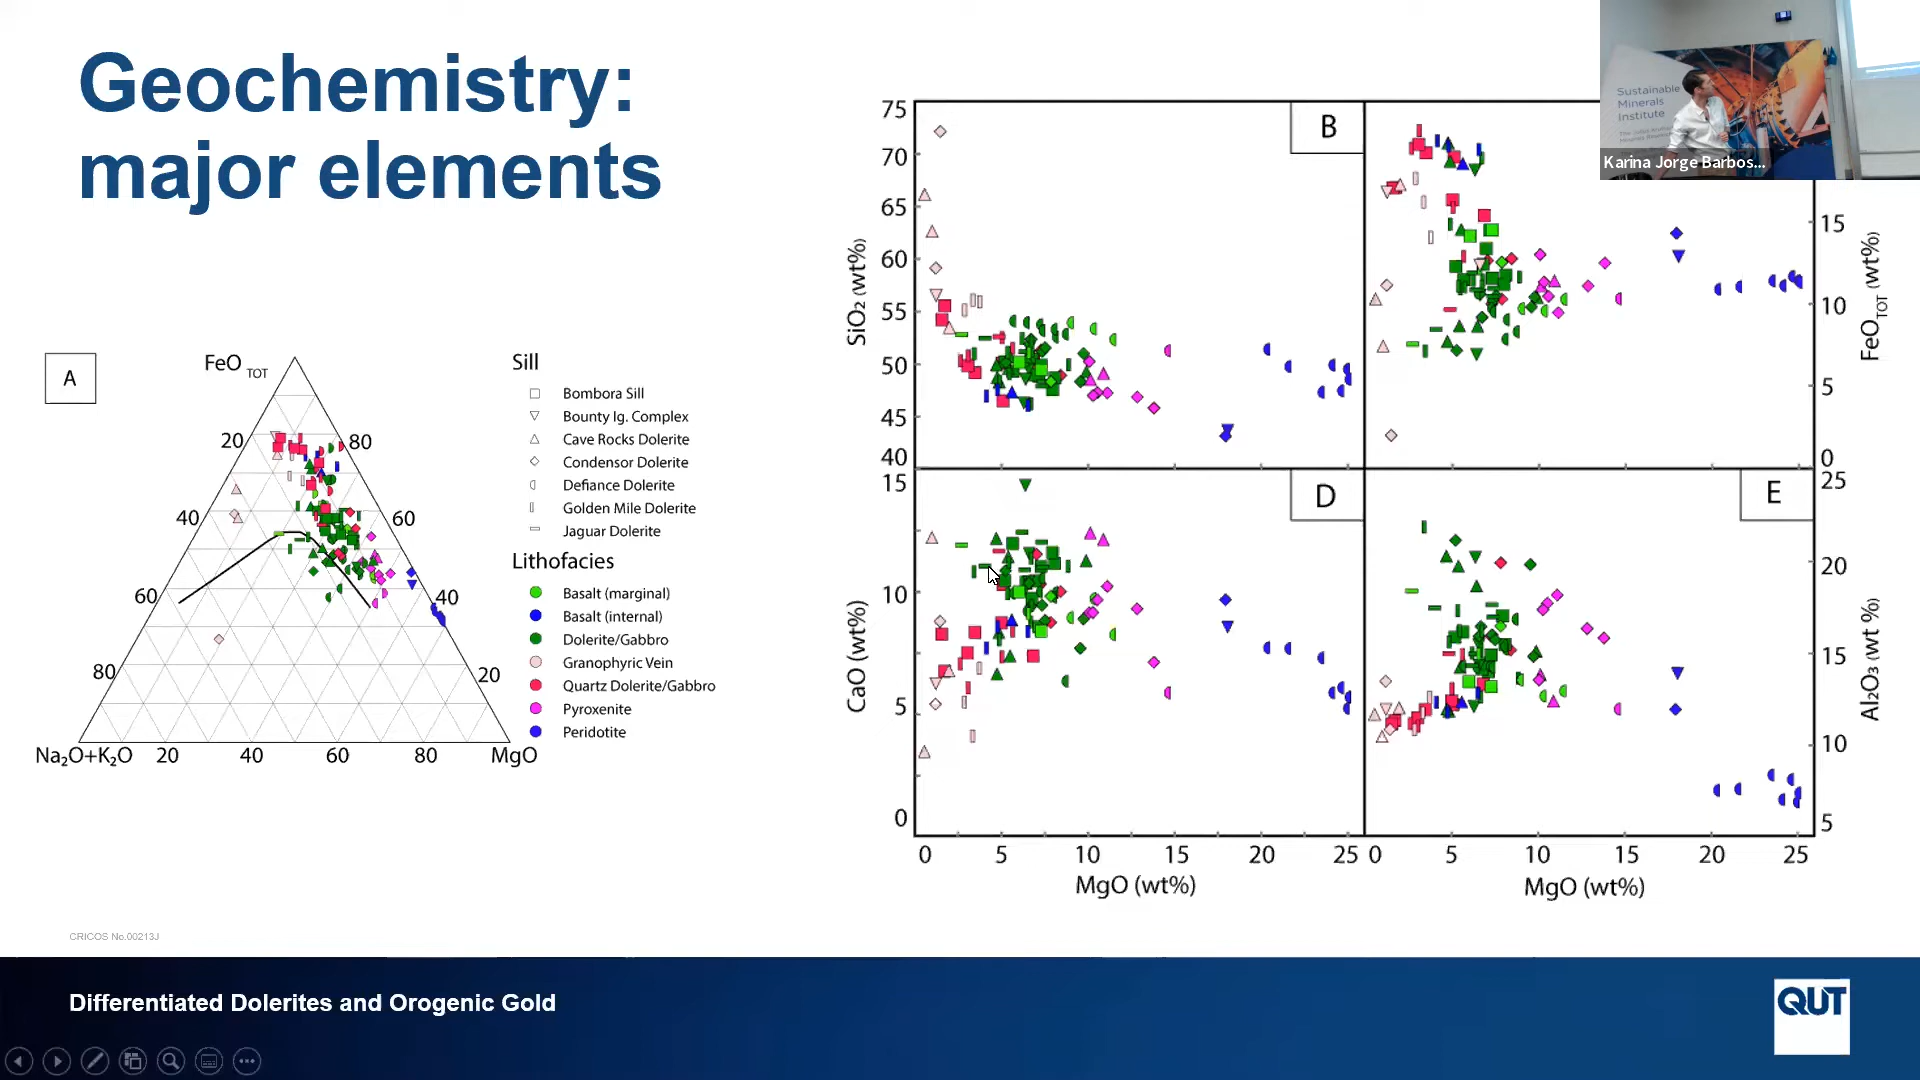 Geochemistry:
major elements
Sustainable
Minerals
Institute
Karina Jorge Barbos...
A
FeO TOT
20
80
40
60
60
40
80
20
Na₂O+K₂O 20 40 60 80 MgO
Sill
Bombora Sill
Bounty Ig. Complex
Cave Rocks Dolerite
Condensor Dolerite
Defiance Dolerite
Golden Mile Dolerite
Jaguar Dolerite
Lithofacies
Basalt (marginal)
Basalt (internal)
Dolerite/Gabbro
Granophyric Vein
Quartz Dolerite/Gabbro
Pyroxenite
Peridotite
B
75
70
65
60
55
50
45
40
SiO₂ (wt%)
15
10
5
0
FeO TOT (wt%)
D
15
10
5
0
CaO (wt%)
0 5 10 15 20 25
MgO (wt%)
E
25
20
15
10
5
Al₂O₃ (wt %)
0 5 10 15 20 25
MgO (wt%)
CRICOS No.00213J
Differentiated Dolerites and Orogenic Gold
QUT